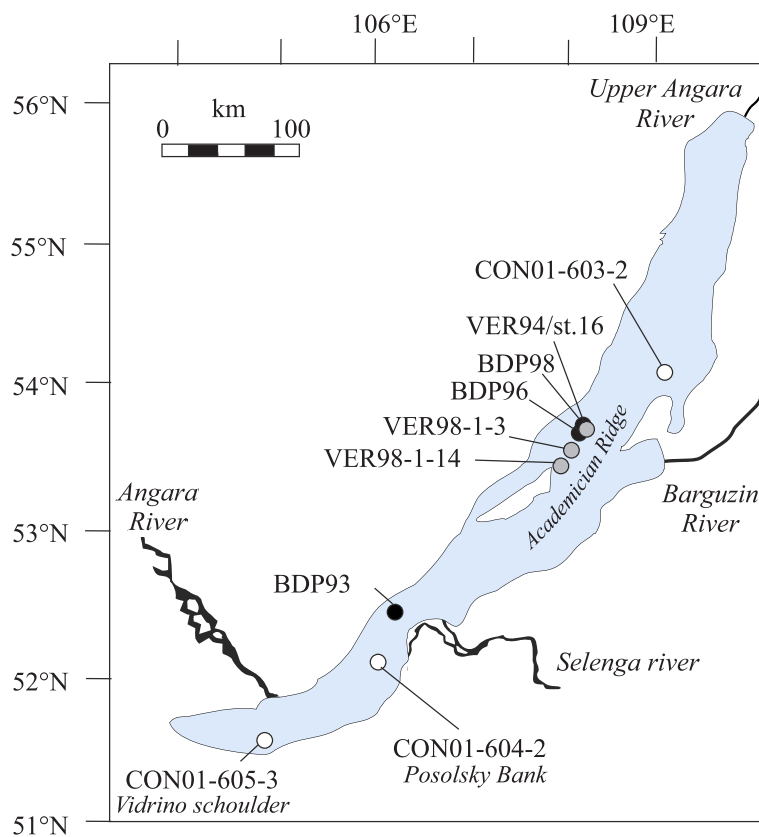 106°E
109°E
56°N
km
0
100
Upper Angara
River
55°N
CON01-603-2
VER94/st.16
54°N
BDP98
BDP96
VER98-1-3
VER98-1-14
Academician Ridge
Angara
River
Barguzin
River
53°N
BDP93
Selenga river
52°N
CON01-604-2
Posolsky Bank
CON01-605-3
Vidrino schoulder
51°N